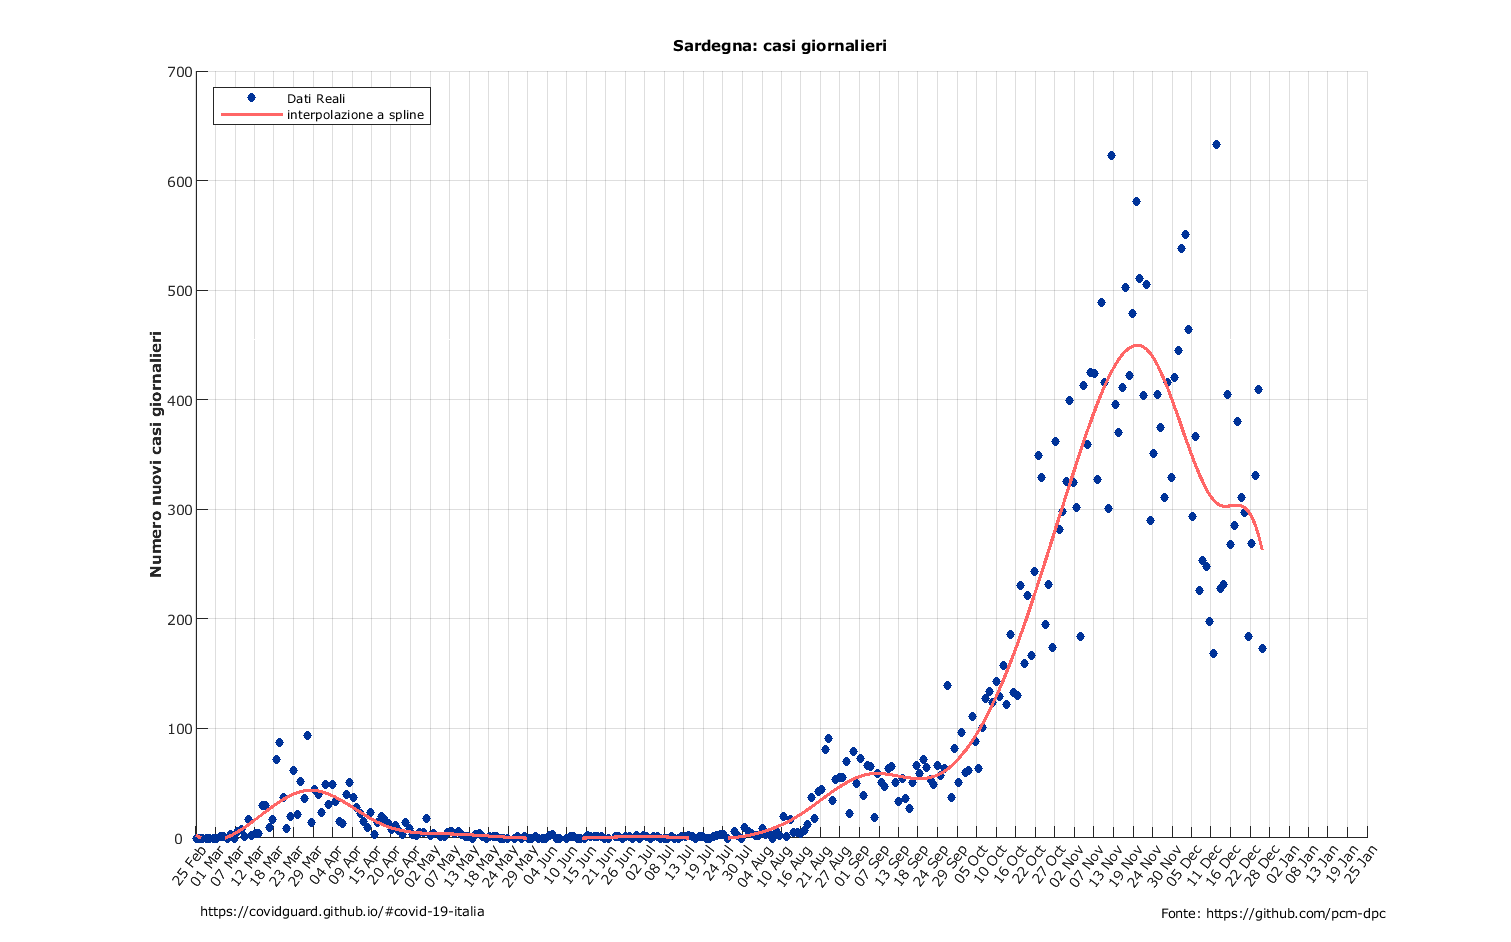 Sardegna: casi giornalieri
Dati Reali
interpolazione a spline
Numero nuovi casi giornalieri
700
600
500
400
300
200
100
0
25 Feb
01 Mar
07 Mar
12 Mar
18 Mar
23 Mar
29 Mar
04 Apr
09 Apr
15 Apr
20 Apr
26 Apr
02 May
07 May
13 May
18 May
24 May
29 May
04 Jun
10 Jun
15 Jun
21 Jun
26 Jun
02 Jul
08 Jul
13 Jul
19 Jul
24 Jul
30 Jul
04 Aug
10 Aug
16 Aug
21 Aug
27 Aug
01 Sep
07 Sep
13 Sep
18 Sep
24 Sep
29 Sep
05 Oct
10 Oct
16 Oct
22 Oct
27 Oct
02 Nov
07 Nov
13 Nov
19 Nov
24 Nov
30 Nov
05 Dec
11 Dec
16 Dec
22 Dec
28 Dec
02 Jan
08 Jan
13 Jan
19 Jan
25 Jan
https://covidguard.github.io/#covid-19-italia
Fonte: https://github.com/pcm-dpc